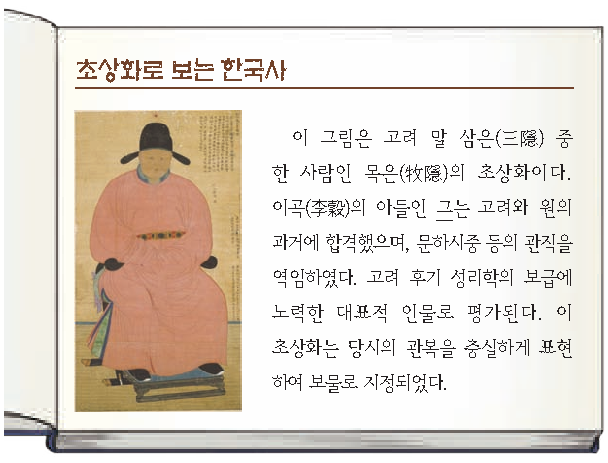 초상화로 보는 한국사
이 그림은 고려 말 삼은(三隱) 중
한 사람인 목은(牧隱)의 초상화이다.
이곡(李穀)의 아들인 그는 고려와 원의
과거에 합격했으며, 문하시중 등의 관직을
역임하였다. 고려 후기 성리학의 보급에
노력한 대표적 인물로 평가된다. 이
초상화는 당시의 관복을 충실하게 표현
하여 보물로 지정되었다.